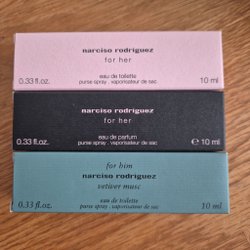 narciso rodriguez
for her
eau de toilette
0.33 fl.oz. purse spray . vaporisateur de sac 10 ml
narciso rodriguez
for her
eau de parfum
0.33 fl.oz. purse spray . vaporisateur de sac ℮ 10 ml
for him
narciso rodriguez
vetiver musc
eau de toilette
0.33 fl.oz. purse spray . vaporisateur de sac 10 ml